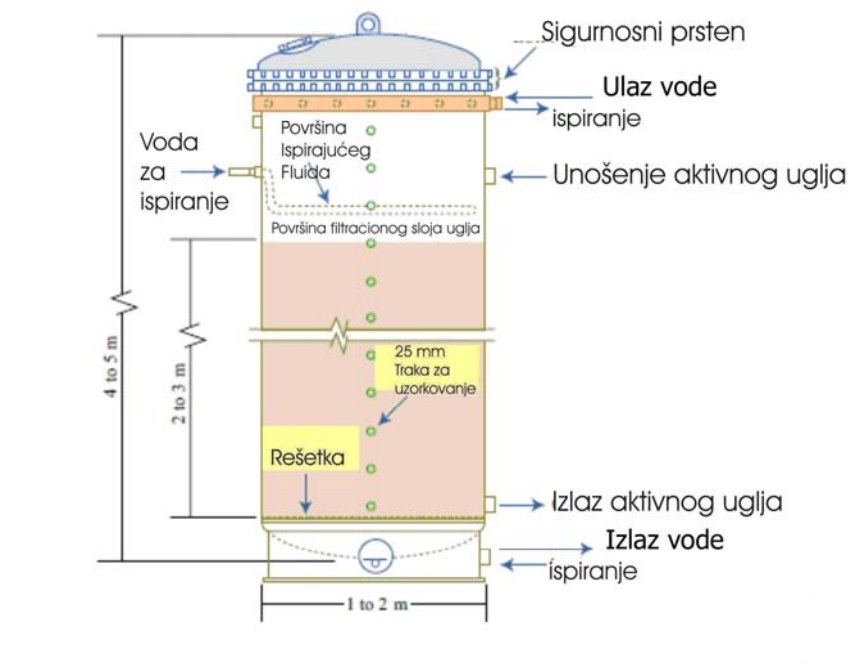 Sigurnosni prsten
Ulaz vode
ispiranje
Površina
Ispirajućeg
Fluida
Voda
za
ispiranje
Unošenje aktivnog uglja
Površina filtracionog sloja uglja
4 to 5 m
2 to 3 m
25 mm
Traka za
uzorkovanje
Rešetka
Izlaz aktivnog uglja
Izlaz vode
ispiranje
1 to 2 m